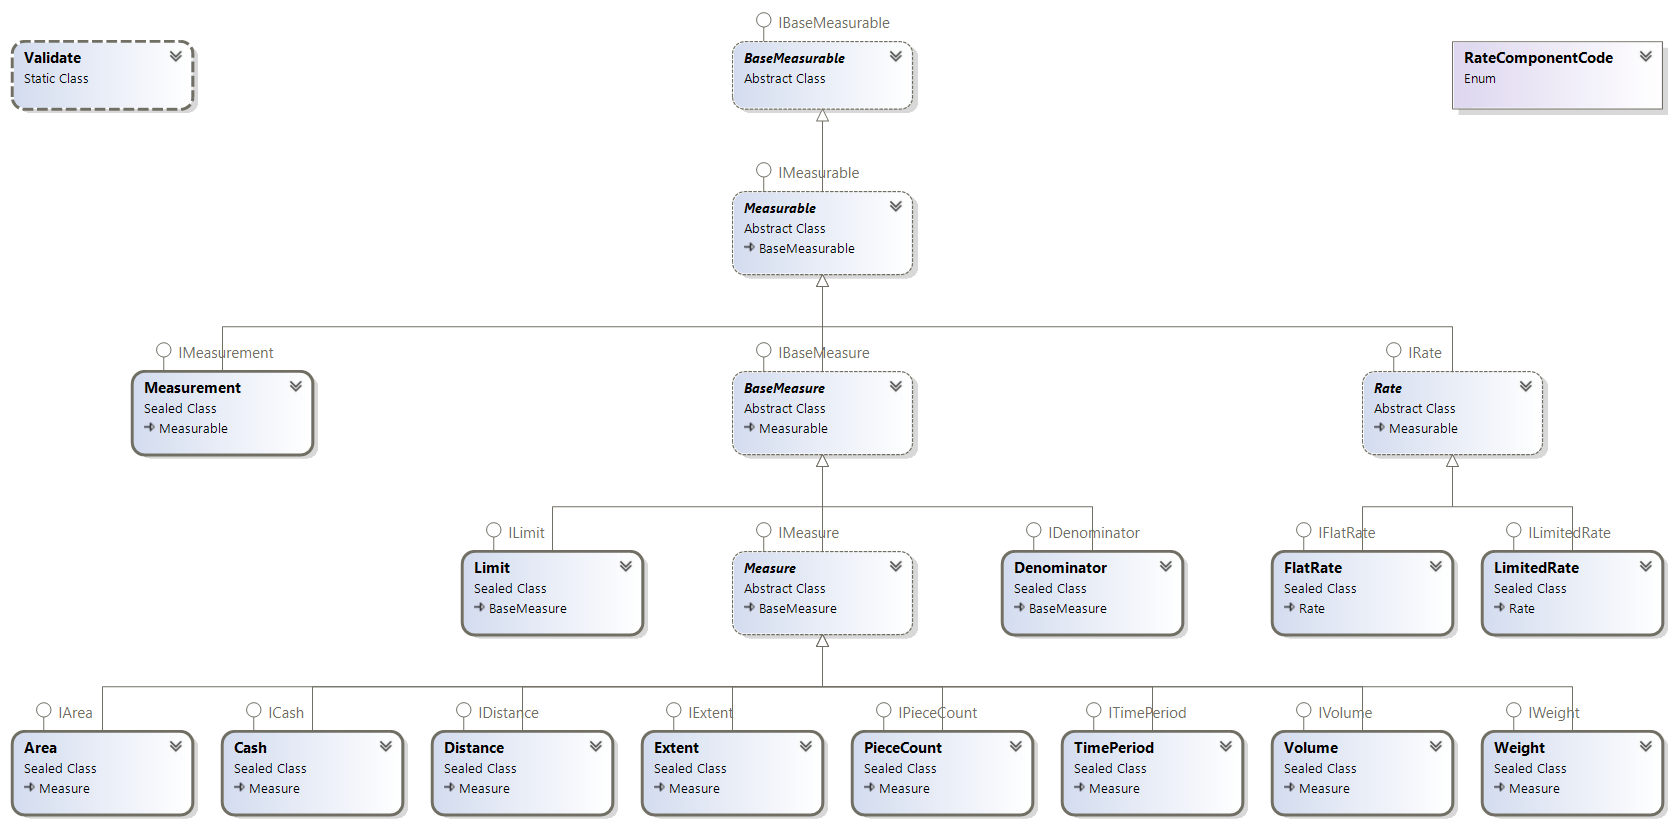 IBaseMeasurable
Validate
Static Class
BaseMeasurable
Abstract Class
RateComponentCode
Enum
IMeasurable
Measurable
Abstract Class
BaseMeasurable
IMeasurement
Measurement
Sealed Class
Measurable
IBaseMeasure
BaseMeasure
Abstract Class
Measurable
IRate
Rate
Abstract Class
Measurable
ILimit
Limit
Sealed Class
BaseMeasure
IMeasure
Measure
Abstract Class
BaseMeasure
IDenominator
Denominator
Sealed Class
BaseMeasure
IFlatRate
FlatRate
Sealed Class
Rate
ILimitedRate
LimitedRate
Sealed Class
Rate
IArea
Area
Sealed Class
Measure
ICash
Cash
Sealed Class
Measure
IDistance
Distance
Sealed Class
Measure
IExtent
Extent
Sealed Class
Measure
IPieceCount
PieceCount
Sealed Class
Measure
ITimePeriod
TimePeriod
Sealed Class
Measure
IVolume
Volume
Sealed Class
Measure
IWeight
Weight
Sealed Class
Measure